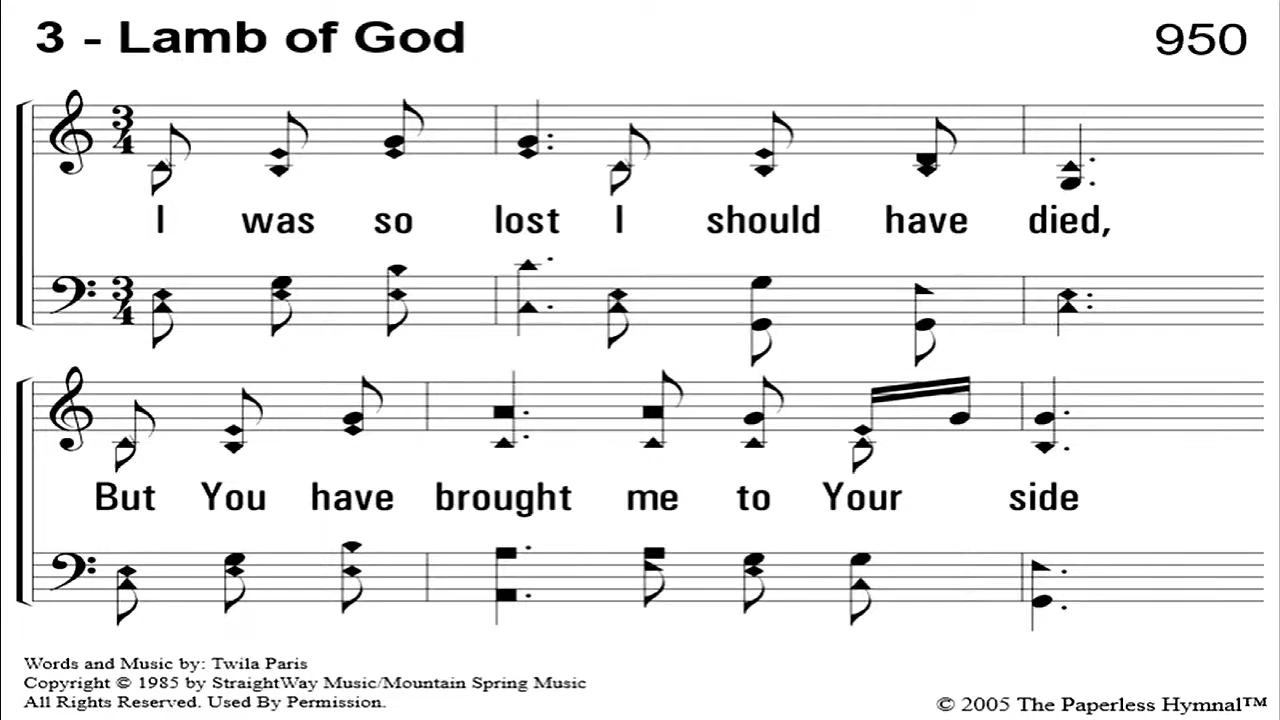 3 - Lamb of God
950
I was so lost I should have died,
But You have brought me to Your side
Words and Music by: Twila Paris
Copyright © 1985 by StraightWay Music/Mountain Spring Music
All Rights Reserved. Used By Permission.
© 2005 The Paperless Hymnal™